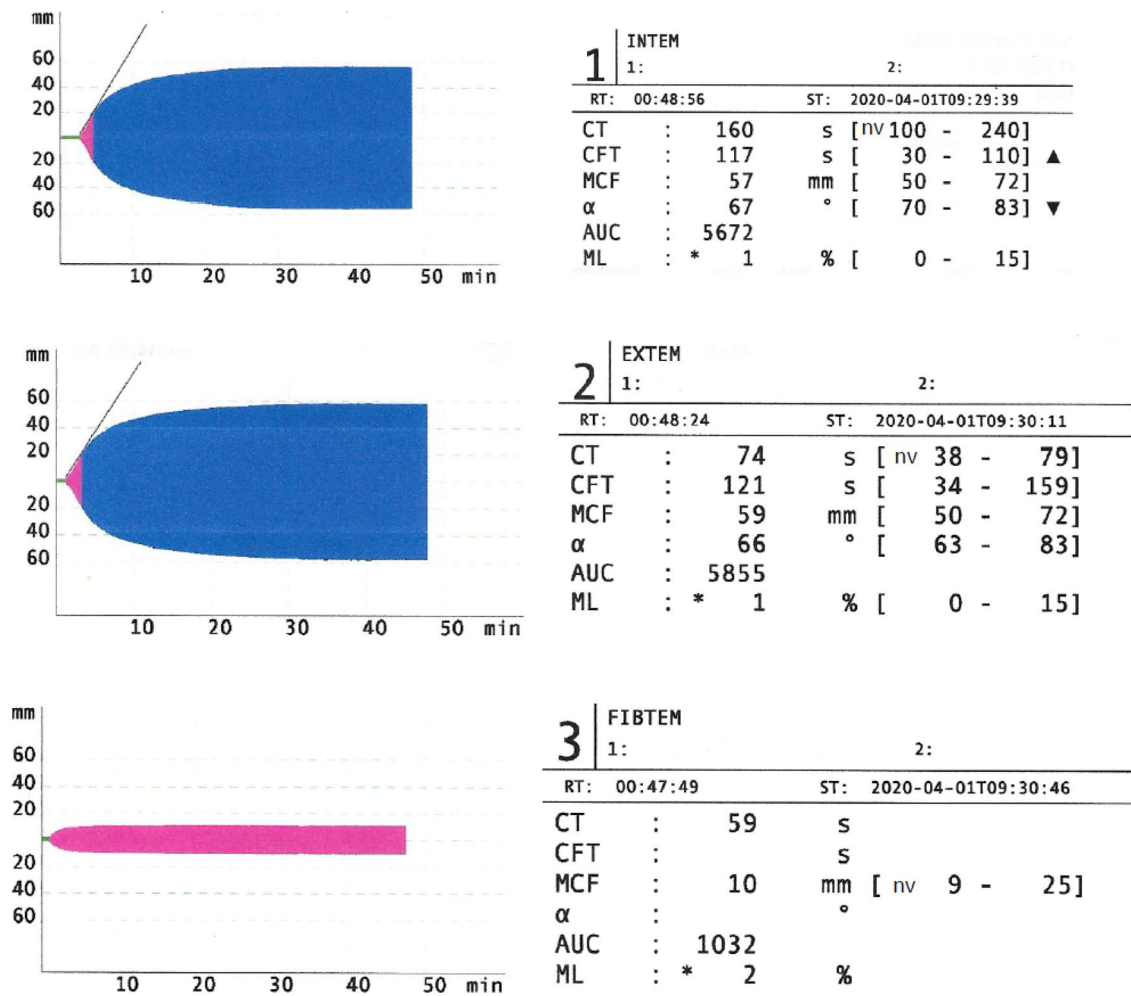 mm
60
40
20
20
40
60
10 20 30 40 50 min
1
INTEM
1: 2:
RT: 00:48:56 ST: 2020-04-01T09:29:39
CT : 160 s [nv 100 - 240]
CFT : 117 s [ 30 - 110] ▲
MCF : 57 mm [ 50 - 72]
α : 67 ° [ 70 - 83] ▼
AUC : 5672
ML : * 1 % [ 0 - 15]
mm
60
40
20
20
40
60
10 20 30 40 50 min
2
EXTEM
1: 2:
RT: 00:48:24 ST: 2020-04-01T09:30:11
CT : 74 s [ nv 38 - 79]
CFT : 121 s [ 34 - 159]
MCF : 59 mm [ 50 - 72]
α : 66 ° [ 63 - 83]
AUC : 5855
ML : * 1 % [ 0 - 15]
mm
60
40
20
20
40
60
10 20 30 40 50 min
3
FIBTEM
1: 2:
RT: 00:47:49 ST: 2020-04-01T09:30:46
CT : 59 s
CFT : s
MCF : 10 mm [ nv 9 - 25]
α : °
AUC : 1032
ML : * 2 %